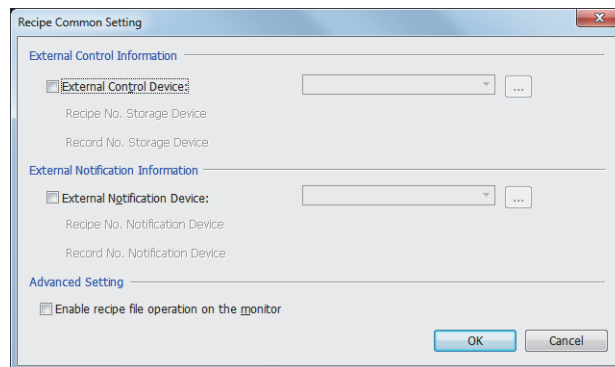 Recipe Common Setting
External Control Information
External Control Device:
...
Recipe No. Storage Device
Record No. Storage Device
External Notification Information
External Notification Device:
...
Recipe No. Notification Device
Record No. Notification Device
Advanced Setting
Enable recipe file operation on the monitor
OK Cancel